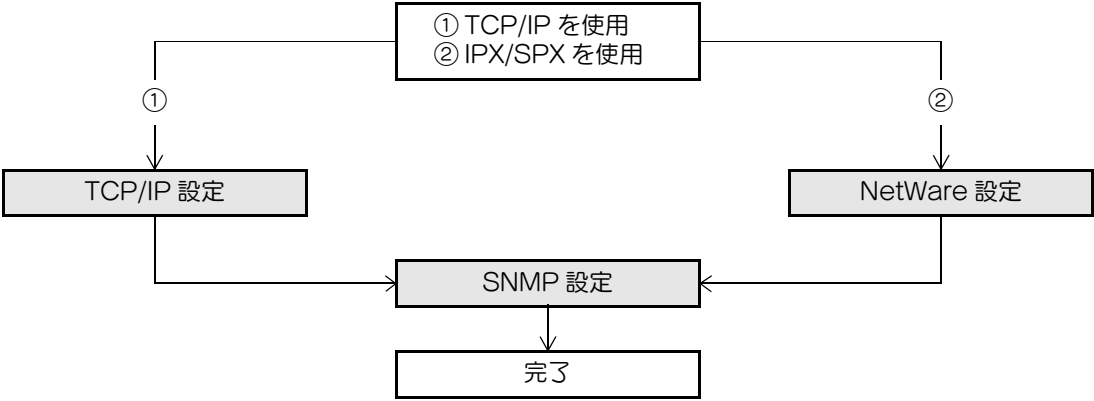 ① TCP/IP を使用
② IPX/SPX を使用
①
②
TCP/IP 設定
NetWare 設定
SNMP 設定
完了